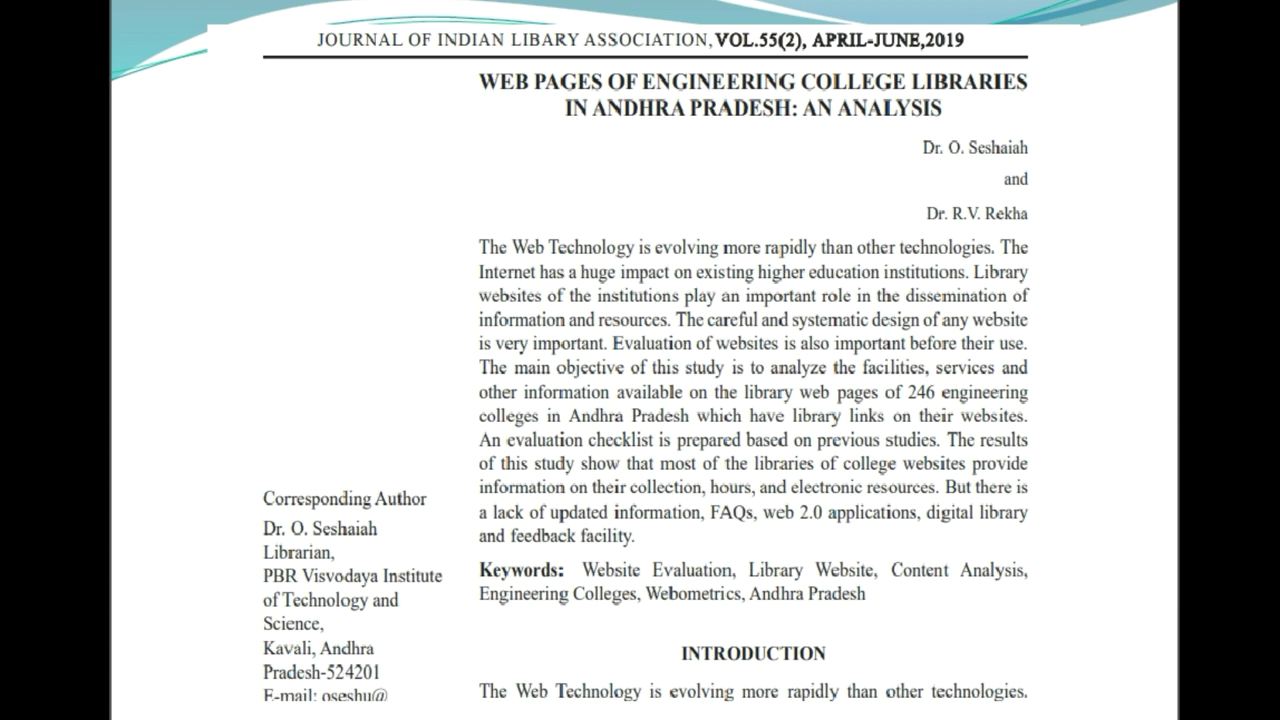 JOURNAL OF INDIAN LIBARY ASSOCIATION, VOL.55(2), APRIL-JUNE,2019
WEB PAGES OF ENGINEERING COLLEGE LIBRARIES
IN ANDHRA PRADESH: AN ANALYSIS
Dr. O. Seshaiah
and
Dr. R.V. Rekha
The Web Technology is evolving more rapidly than other technologies. The
Internet has a huge impact on existing higher education institutions. Library
websites of the institutions play an important role in the dissemination of
information and resources. The careful and systematic design of any website
is very important. Evaluation of websites is also important before their use.
The main objective of this study is to analyze the facilities, services and
other information available on the library web pages of 246 engineering
colleges in Andhra Pradesh which have library links on their websites.
An evaluation checklist is prepared based on previous studies. The results
of this study show that most of the libraries of college websites provide
information on their collection, hours, and electronic resources. But there is
a lack of updated information, FAQs, web 2.0 applications, digital library
and feedback facility.
Keywords: Website Evaluation, Library Website, Content Analysis,
Engineering Colleges, Webometrics, Andhra Pradesh
Corresponding Author
Dr. O. Seshaiah
Librarian,
PBR Visvodaya Institute
of Technology and
Science,
Kavali, Andhra
Pradesh-524201
E-mail: oseshu@
INTRODUCTION
The Web Technology is evolving more rapidly than other technologies.